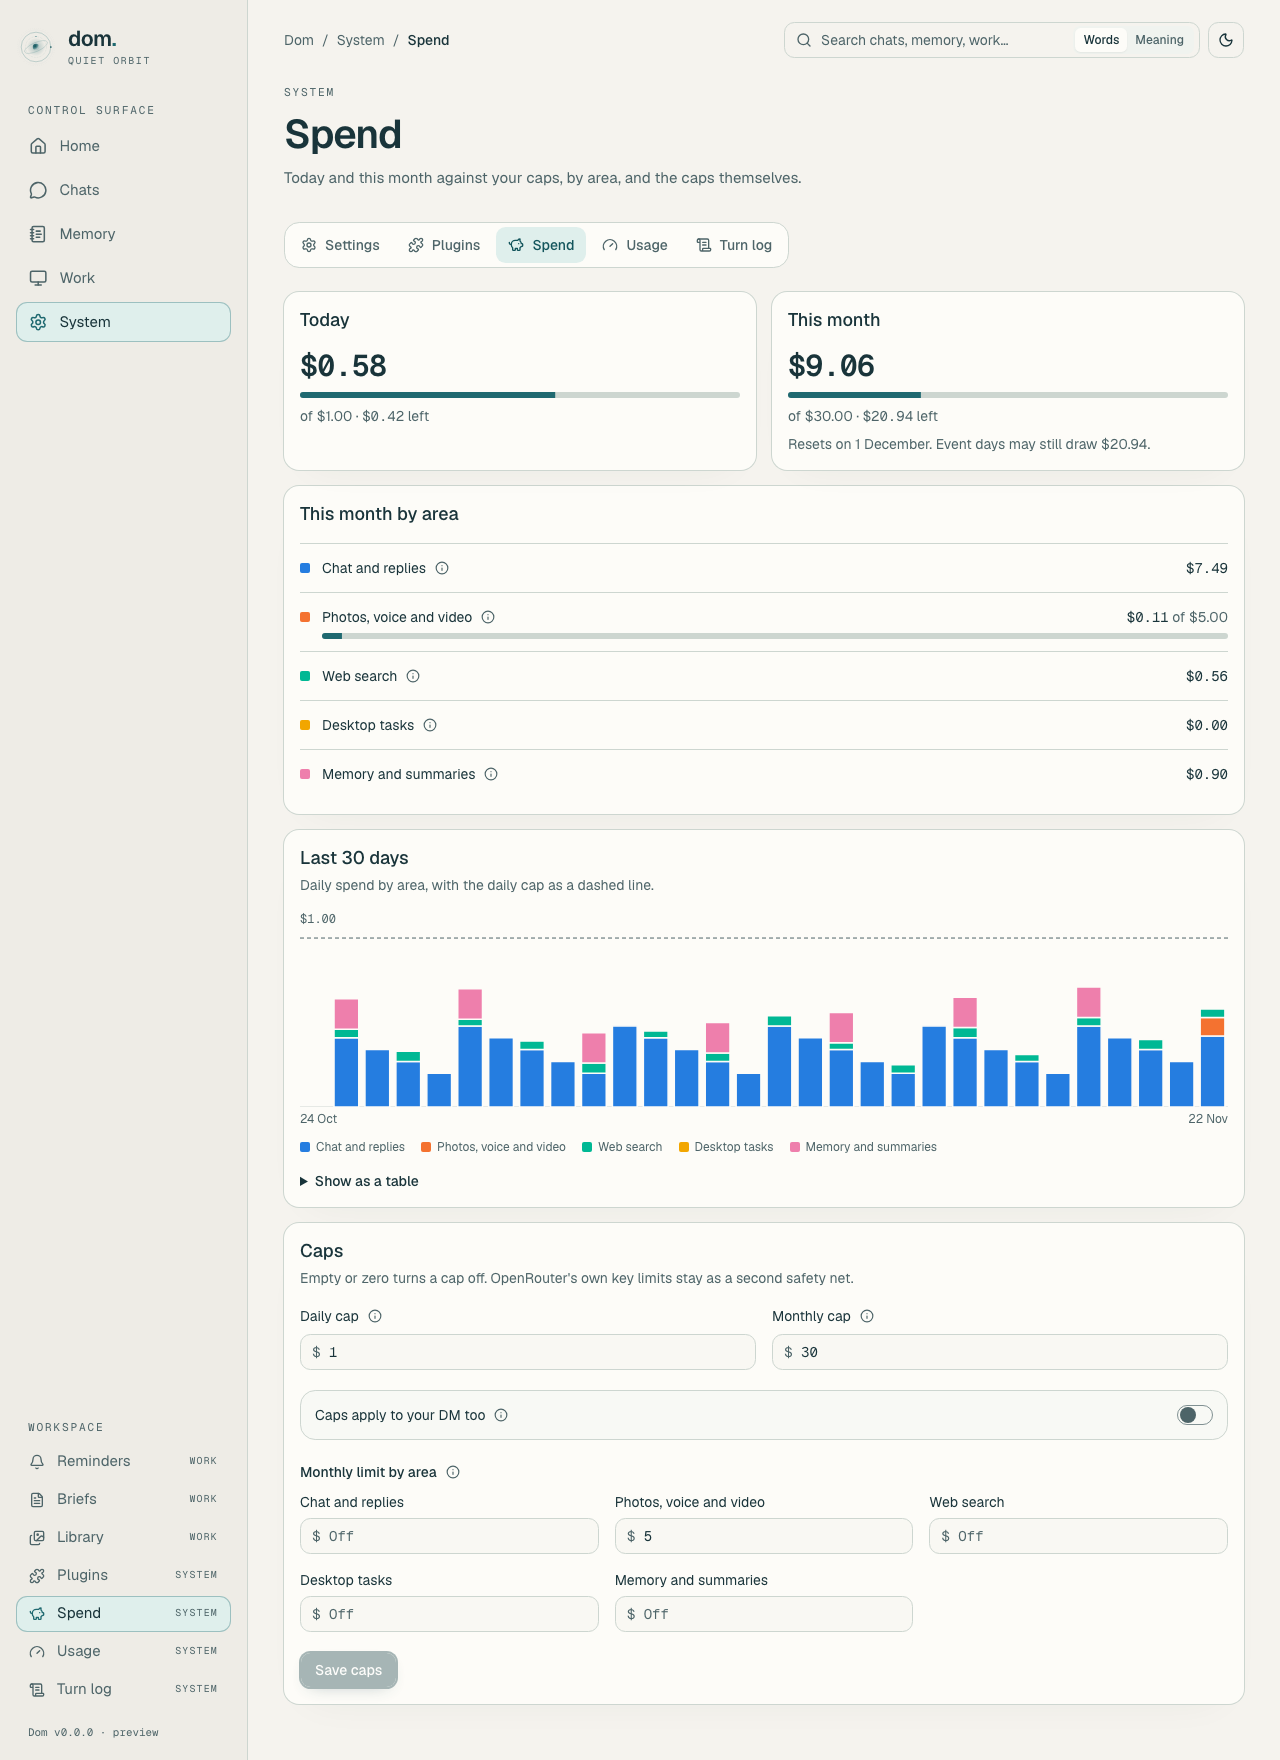 dom.
QUIET ORBIT
CONTROL SURFACE
Home
Chats
Memory
Work
System
WORKSPACE
Reminders WORK
Briefs WORK
Library WORK
Plugins SYSTEM
Spend SYSTEM
Usage SYSTEM
Turn log SYSTEM
Dom v0.0.0 · preview
Dom / System / Spend
Search chats, memory, work… Words Meaning
SYSTEM
Spend
Today and this month against your caps, by area, and the caps themselves.
Settings Plugins Spend Usage Turn log
Today
$0.58
of $1.00 · $0.42 left
This month
$9.06
of $30.00 · $20.94 left
Resets on 1 December. Event days may still draw $20.94.
This month by area
Chat and replies $7.49
Photos, voice and video $0.11 of $5.00
Web search $0.56
Desktop tasks $0.00
Memory and summaries $0.90
Last 30 days
Daily spend by area, with the daily cap as a dashed line.
$1.00
24 Oct 22 Nov
Chat and replies Photos, voice and video Web search Desktop tasks Memory and summaries
Show as a table
Caps
Empty or zero turns a cap off. OpenRouter's own key limits stay as a second safety net.
Daily cap Monthly cap
$ 1 $ 30
Caps apply to your DM too
Monthly limit by area
Chat and replies Photos, voice and video Web search
$ Off $ 5 $ Off
Desktop tasks Memory and summaries
$ Off $ Off
Save caps